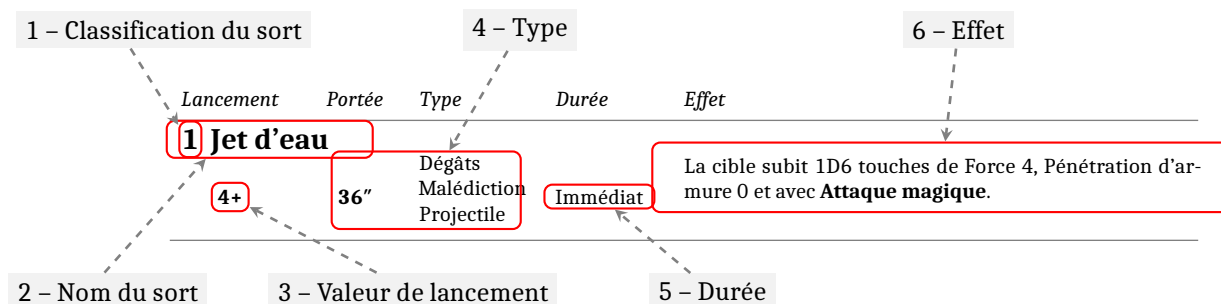 1 – Classification du sort
4 – Type
6 – Effet
Lancement Portée Type Durée Effet
1 Jet d'eau
4+
36″
Dégâts
Malédiction
Projectile
Immédiat
La cible subit 1D6 touches de Force 4, Pénétration d'ar-
mure 0 et avec Attaque magique.
2 – Nom du sort
3 – Valeur de lancement
5 – Durée